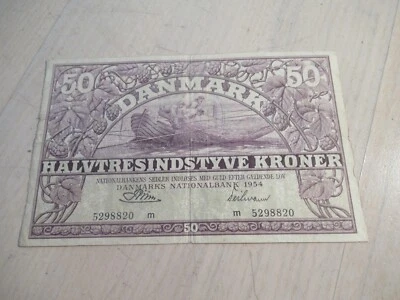 50 DANMARK 50
HALVTRESINDSTYVE KRONER
NATIONALBANKENS SEDLER INDLØSES MED GULD EFTER GÆLDENDE LOV
DANMARKS NATIONALBANK 1954
5298820 m m 5298820
50